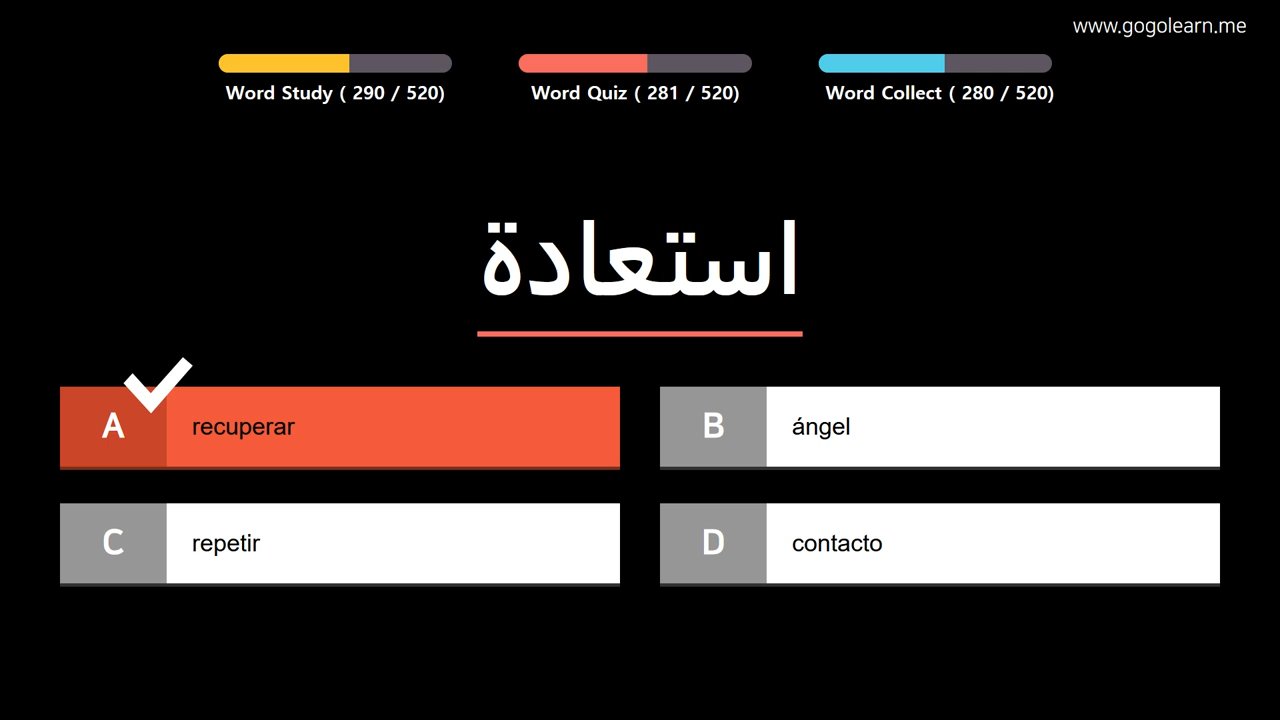 www.gogolearn.me
Word Study ( 290 / 520)
Word Quiz ( 281 / 520)
Word Collect ( 280 / 520)
استعادة
A recuperar
B ángel
C repetir
D contacto